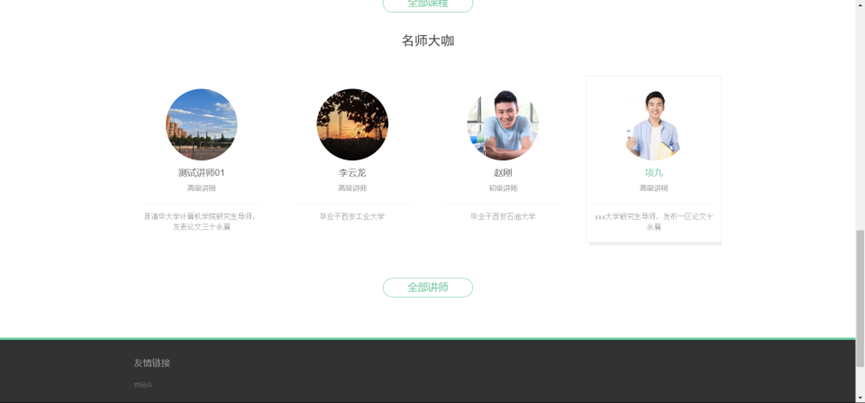 全部课程
名师大咖
测试讲师01
高级讲师
原清华大学计算机学院研究生导师,
发表论文三十余篇
李云龙
高级讲师
毕业于西安工业大学
赵刚
初级讲师
毕业于西安石油大学
项九
高级讲师
xxx大学研究生导师,发布一区论文十
余篇
全部讲师
友情链接